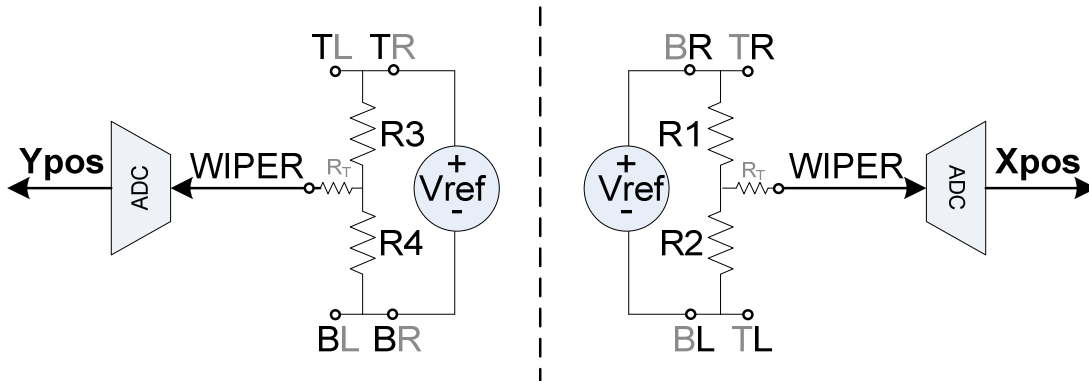 TL TR
BR TR
R3
R1
Ypos
ADC
WIPER
RT
+
Vref
-
+
Vref
-
RT
WIPER
ADC
Xpos
R4
R2
BL BR
BL TL